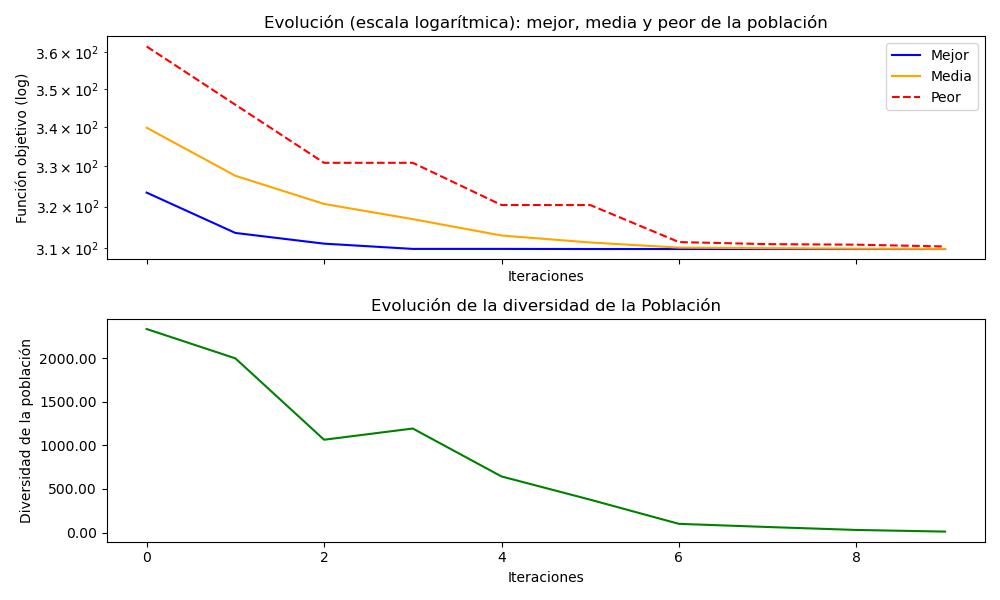 Evolución (escala logarítmica): mejor, media y peor de la población
Función objetivo (log)
3.6 × 10²
3.5 × 10²
3.4 × 10²
3.3 × 10²
3.2 × 10²
3.1 × 10²
Mejor
Media
Peor
Iteraciones
Evolución de la diversidad de la Población
Diversidad de la población
2000.00
1500.00
1000.00
500.00
0.00
0 2 4 6 8
Iteraciones